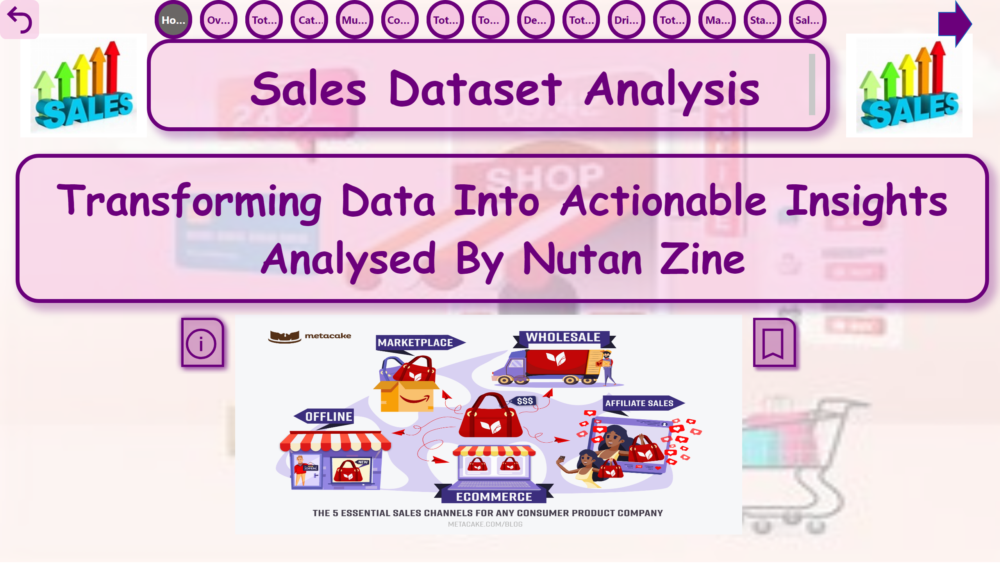 Ho...
Ov...
Tot...
Cat...
Mu...
Co...
Tot...
To...
De...
Tot...
Dri...
Tot...
Ma...
Sta...
Sal...
SALES
Sales Dataset Analysis
SALES
SHOP
Transforming Data Into Actionable Insights
Analysed By Nutan Zine
metacake
MARKETPLACE
WHOLESALE
$$$
AFFILIATE SALES
OFFLINE
OPEN
NEW
ECOMMERCE
THE 5 ESSENTIAL SALES CHANNELS FOR ANY CONSUMER PRODUCT COMPANY
METACAKE.COM/BLOG